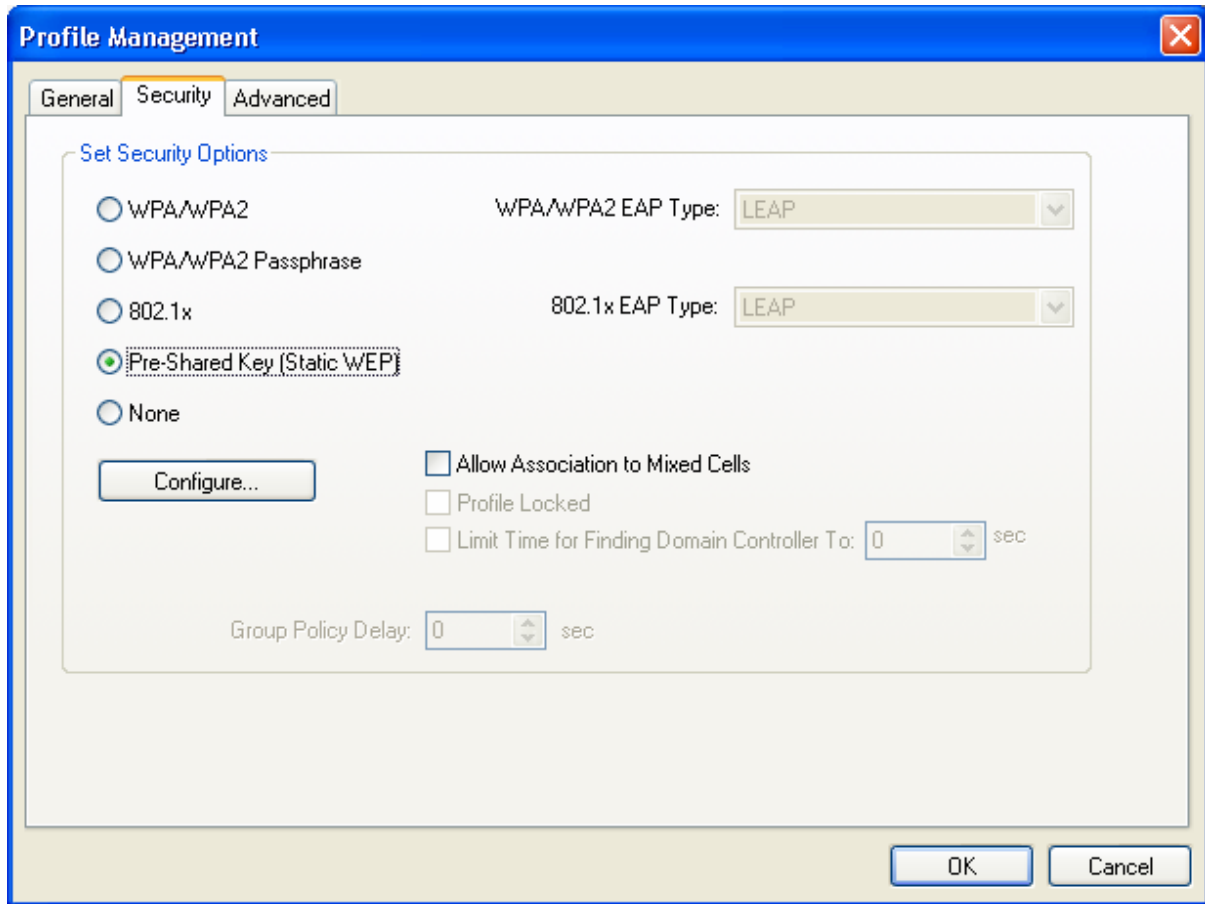 Profile Management
General Security Advanced
Set Security Options
WPA/WPA2 WPA/WPA2 EAP Type: LEAP
WPA/WPA2 Passphrase
802.1x 802.1x EAP Type: LEAP
Pre-Shared Key (Static WEP)
None
Configure... Allow Association to Mixed Cells
Profile Locked
Limit Time for Finding Domain Controller To: 0 sec
Group Policy Delay: 0 sec
OK Cancel